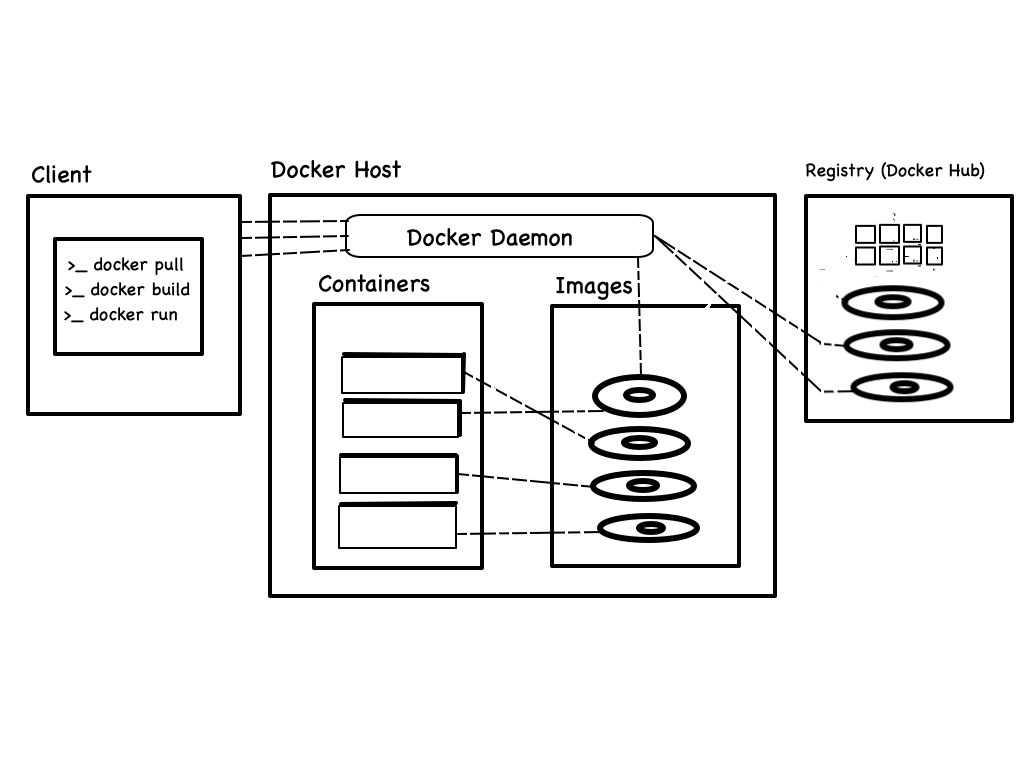 Client
Docker Host
Registry (Docker Hub)
Docker Daemon
>_ docker pull
>_ docker build
>_ docker run
Containers
Images